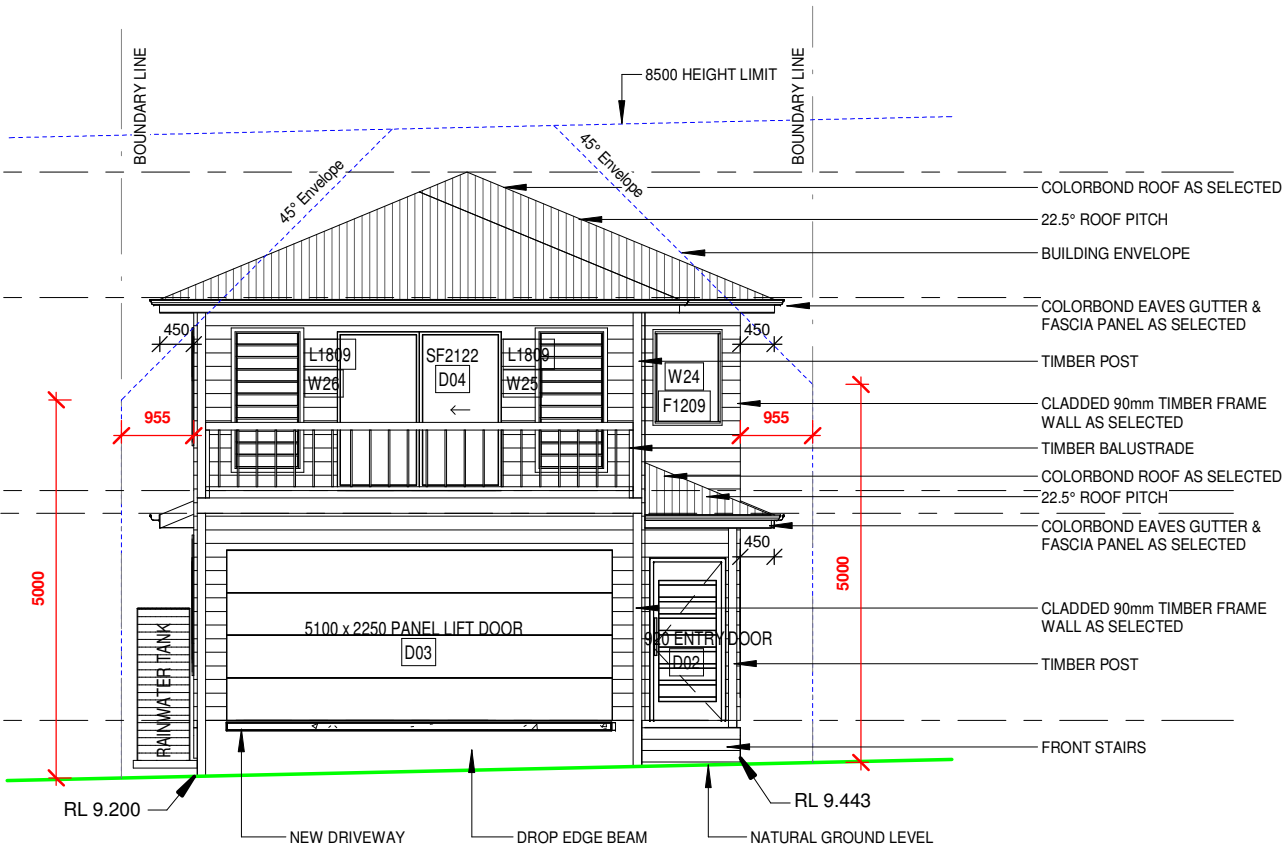 BOUNDARY LINE
8500 HEIGHT LIMIT
BOUNDARY LINE
45° Envelope
45° Envelope
COLORBOND ROOF AS SELECTED
22.5° ROOF PITCH
BUILDING ENVELOPE
COLORBOND EAVES GUTTER &
FASCIA PANEL AS SELECTED
450
450
L1809
W26
SF2122
D04
L1809
W25
W24
F1209
TIMBER POST
CLADDED 90mm TIMBER FRAME
WALL AS SELECTED
955
955
TIMBER BALUSTRADE
COLORBOND ROOF AS SELECTED
22.5° ROOF PITCH
COLORBOND EAVES GUTTER &
FASCIA PANEL AS SELECTED
450
5000
5000
CLADDED 90mm TIMBER FRAME
WALL AS SELECTED
5100 x 2250 PANEL LIFT DOOR
D03
920 ENTRY DOOR
D02
TIMBER POST
RAINWATER TANK
FRONT STAIRS
RL 9.200
RL 9.443
NEW DRIVEWAY
DROP EDGE BEAM
NATURAL GROUND LEVEL